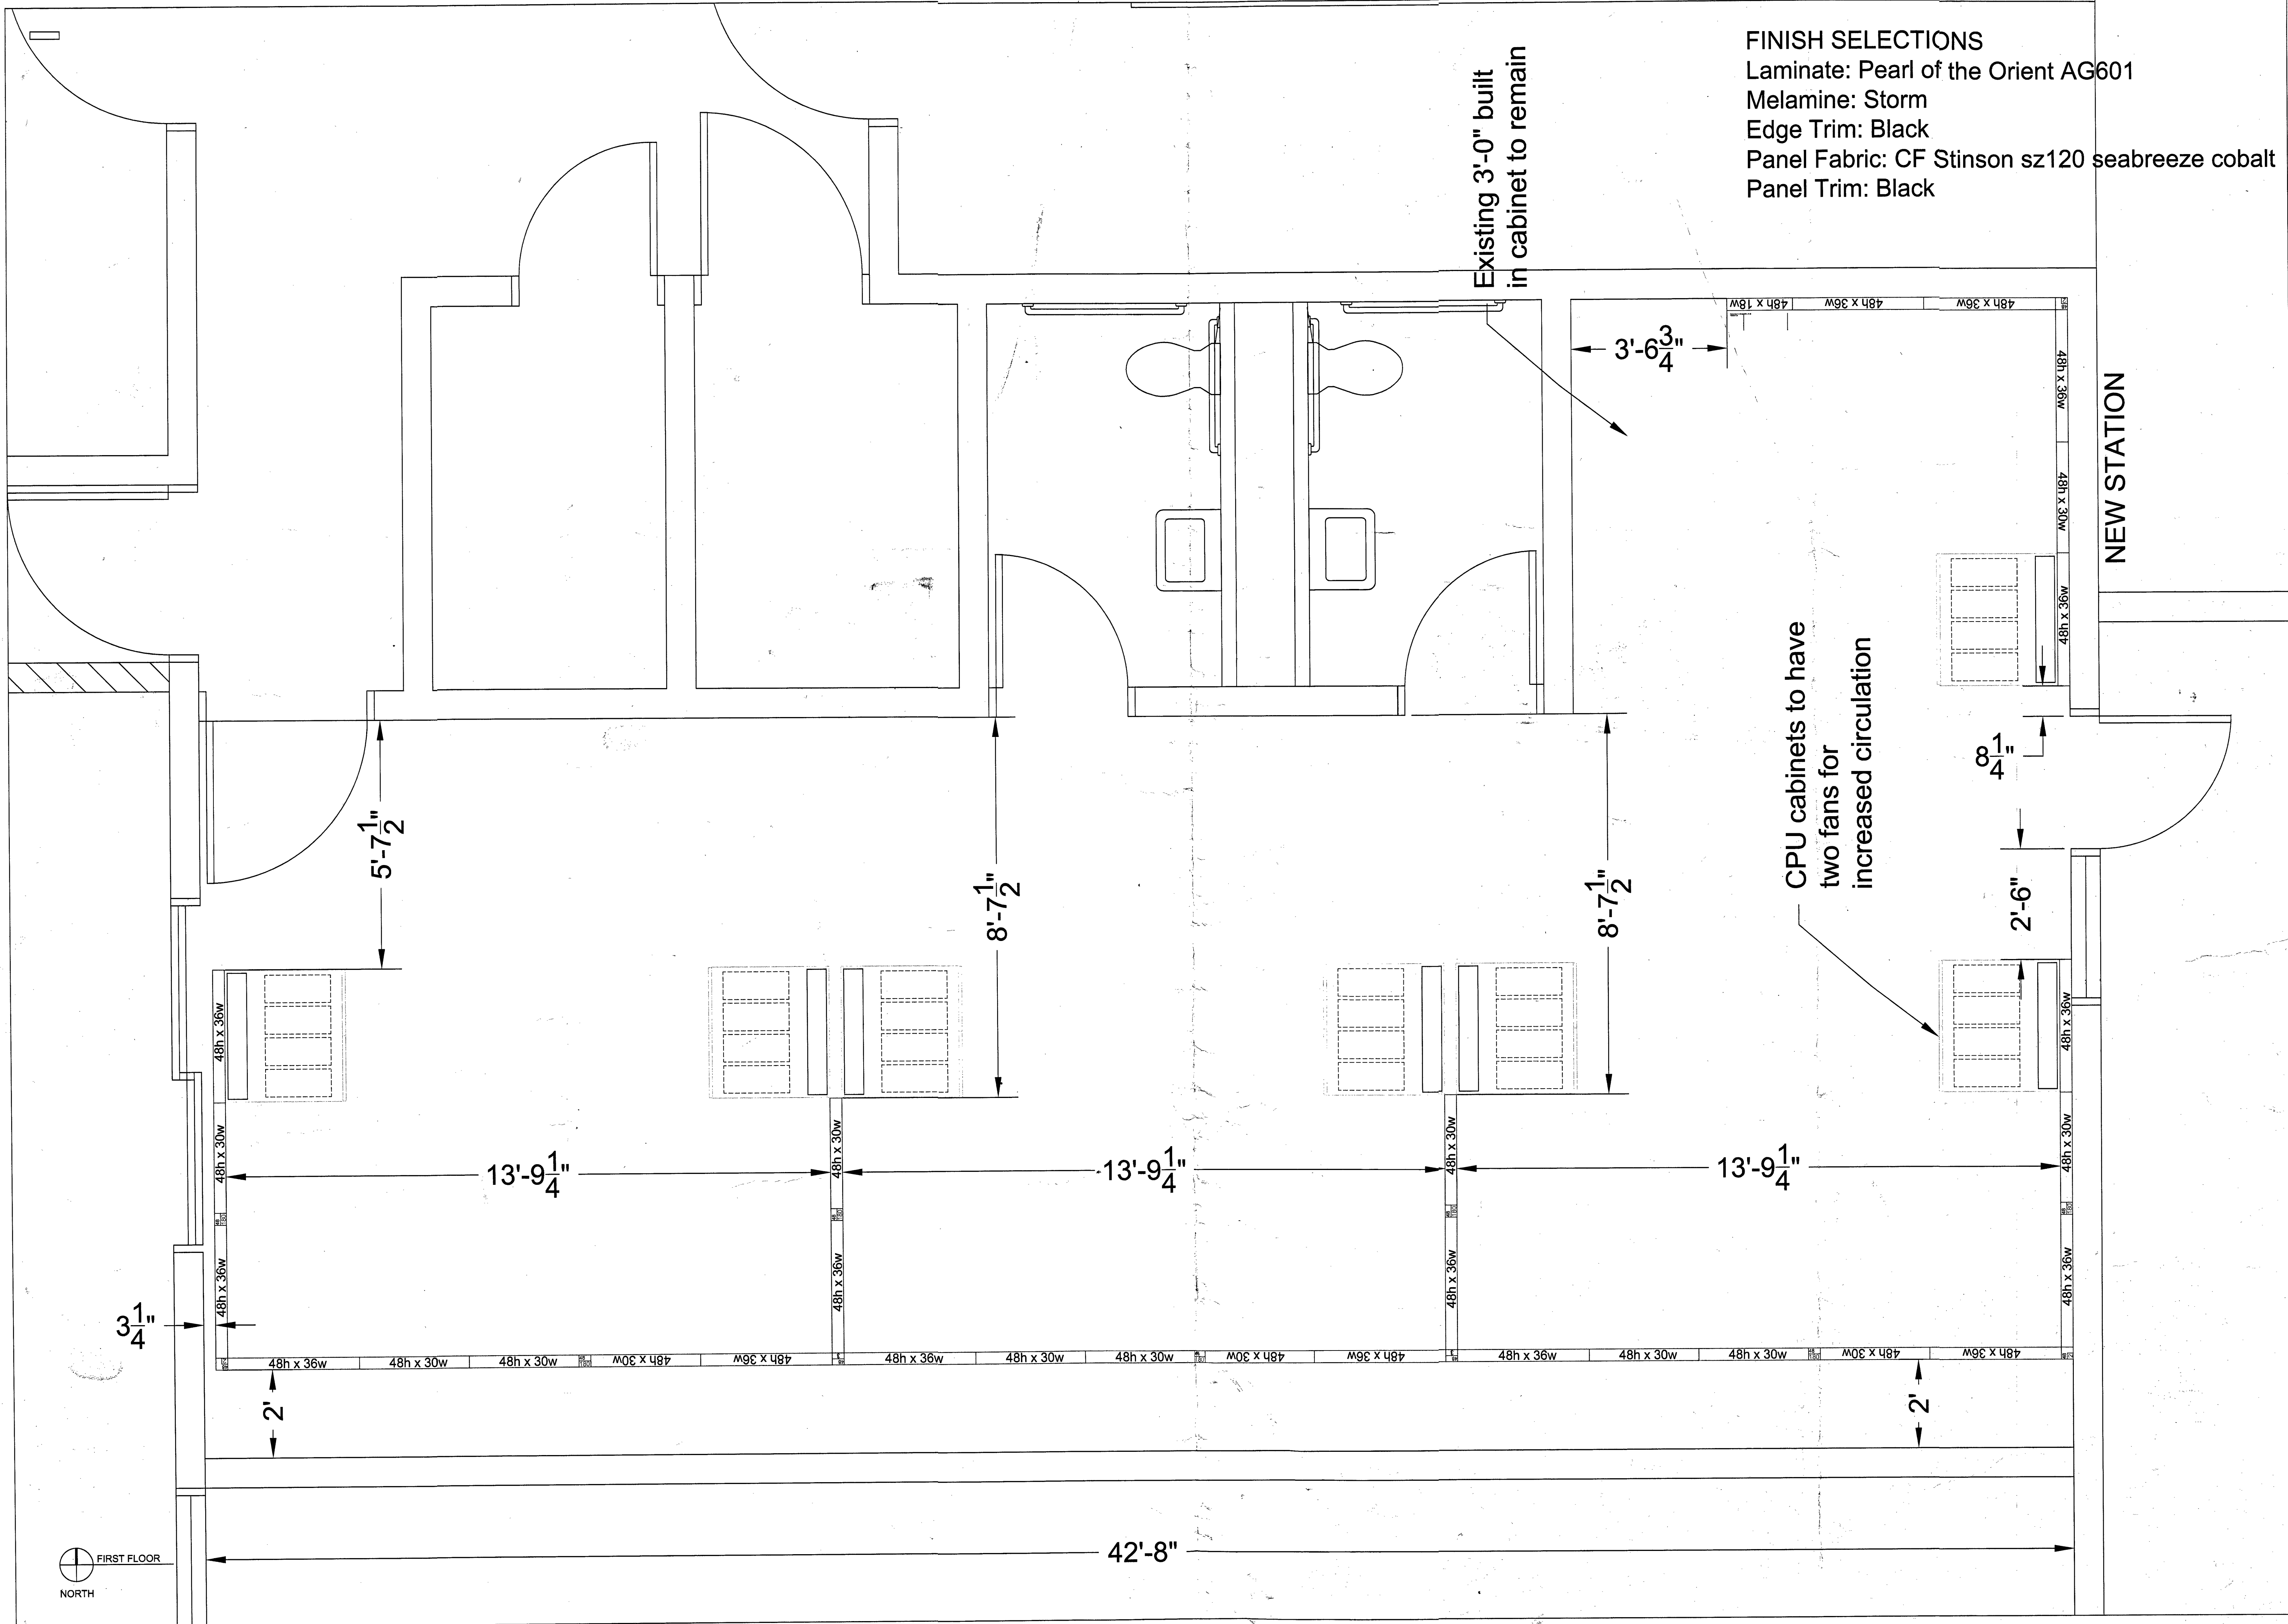 FINISH SELECTIONS
Laminate: Pearl of the Orient AG601
Melamine: Storm
Edge Trim: Black
Panel Fabric: CF Stinson sz120 seabreeze cobalt
Panel Trim: Black
Existing 3'-0" built
in cabinet to remain
48h x 18w
48h x 36w
48h x 36w
3'-6 3/4"
48h x 36w
48h x 30w
48h x 36w
NEW STATION
CPU cabinets to have
two fans for
increased circulation
8 1/4"
2'-6"
5'-7 1/2"
8'-7 1/2"
8'-7 1/2"
48h x 36w
48h x 36w
48h x 30w
48h x 30w
48h x 30w
48h x 30w
13'-9 1/4"
13'-9 1/4"
13'-9 1/4"
48h x 36w
48h x 36w
48h x 36w
48h x 36w
3 1/4"
48h x 36w
48h x 30w
48h x 30w
48h x 30w
48h x 36w
48h x 36w
48h x 30w
48h x 30w
48h x 30w
48h x 36w
48h x 36w
48h x 30w
48h x 30w
48h x 30w
48h x 36w
2'
2'
42'-8"
FIRST FLOOR
NORTH